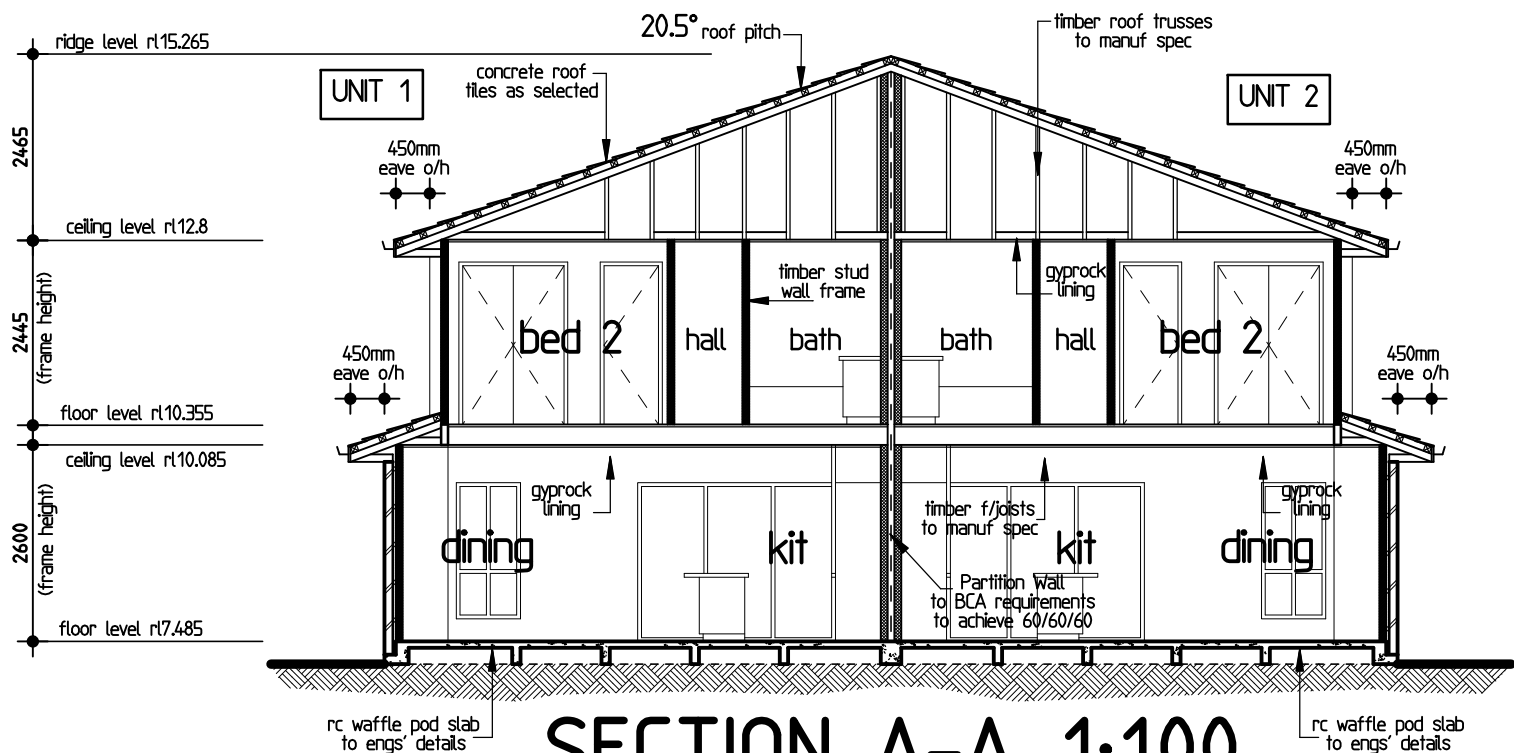 20.5° roof pitch
timber roof trusses
to manuf spec
ridge level rl15.265
concrete roof
tiles as selected
UNIT 1
UNIT 2
2465
450mm
eave o/h
450mm
eave o/h
ceiling level rl12.8
timber stud
wall frame
gyprock
lining
2445
(frame height)
bed 2
hall
bath
bath
hall
bed 2
450mm
eave o/h
450mm
eave o/h
floor level rl10.355
ceiling level rl10.085
gyprock
lining
timber f/joists
to manuf spec
gyprock
lining
2600
(frame height)
dining
kit
kit
dining
Partition Wall
to BCA requirements
to achieve 60/60/60
floor level rl7.485
rc waffle pod slab
to engs' details
SECTION A-A 1:100
rc waffle pod slab
to engs' details